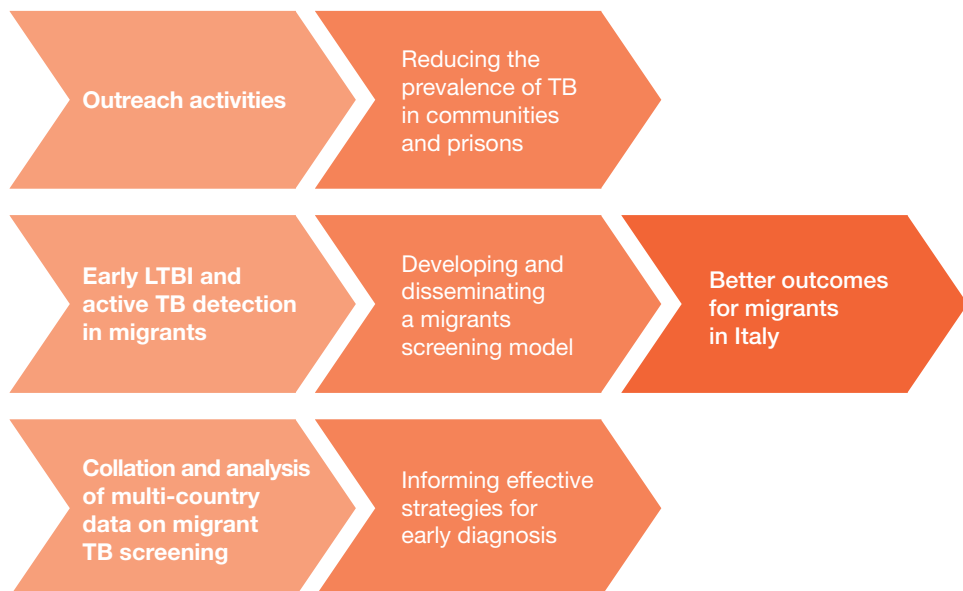 Outreach activities
Reducing the
prevalence of TB
in communities
and prisons
Early LTBI and
active TB detection
in migrants
Developing and
disseminating
a migrants
screening model
Better outcomes
for migrants
in Italy
Collation and analysis
of multi-country
data on migrant
TB screening
Informing effective
strategies for
early diagnosis